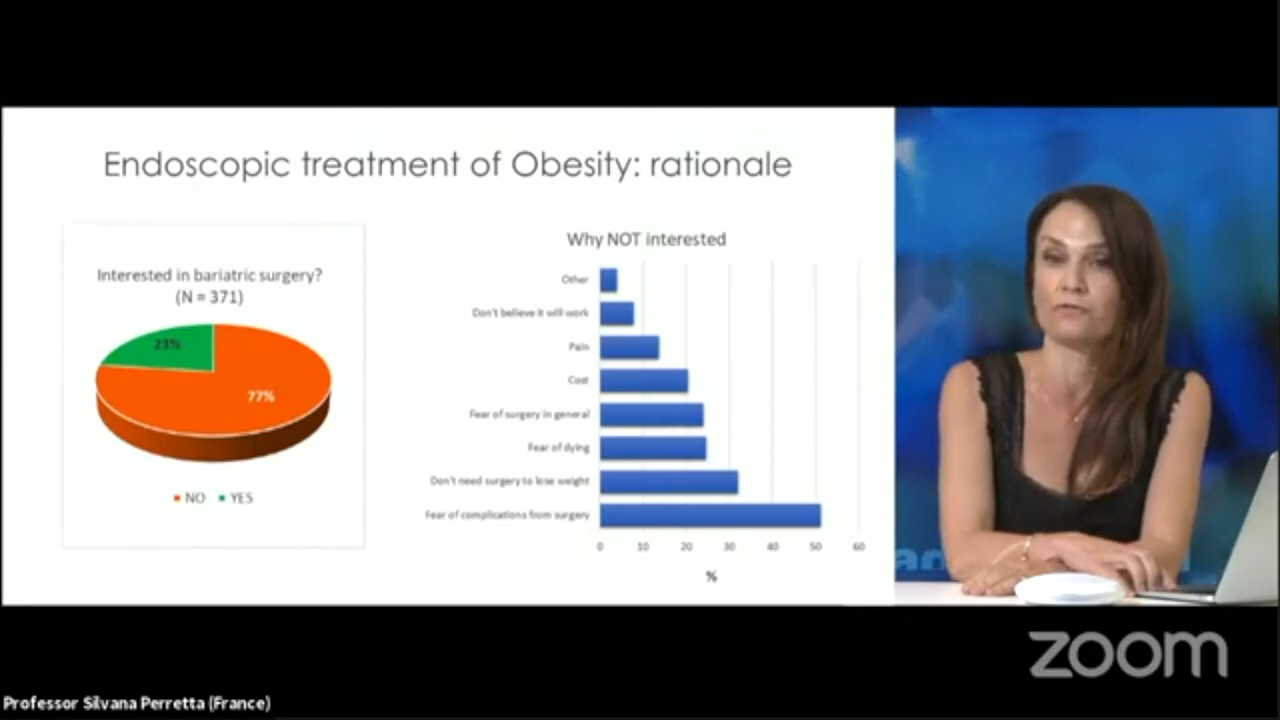 Endoscopic treatment of Obesity: rationale
Interested in bariatric surgery?
(N = 371)
23%
77%
NO YES
Why NOT interested
Other
Don't believe it will work
Pain
Cost
Fear of surgery in general
Fear of dying
Don't need surgery to lose weight
Fear of complications from surgery
0 10 20 30 40 50 60
%
an
zoom
Professor Silvana Perretta (France)